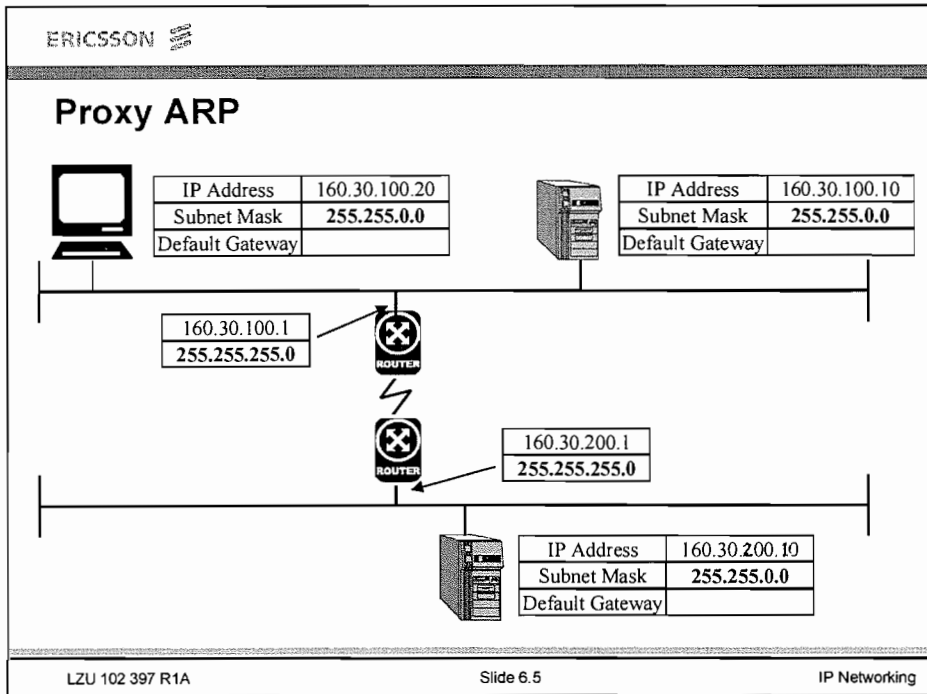 ERICSSON
Proxy ARP
IP Address 160.30.100.20
Subnet Mask 255.255.0.0
Default Gateway
IP Address 160.30.100.10
Subnet Mask 255.255.0.0
Default Gateway
160.30.100.1
255.255.255.0
ROUTER
ROUTER
160.30.200.1
255.255.255.0
IP Address 160.30.200.10
Subnet Mask 255.255.0.0
Default Gateway
LZU 102 397 R1A Slide 6.5 IP Networking